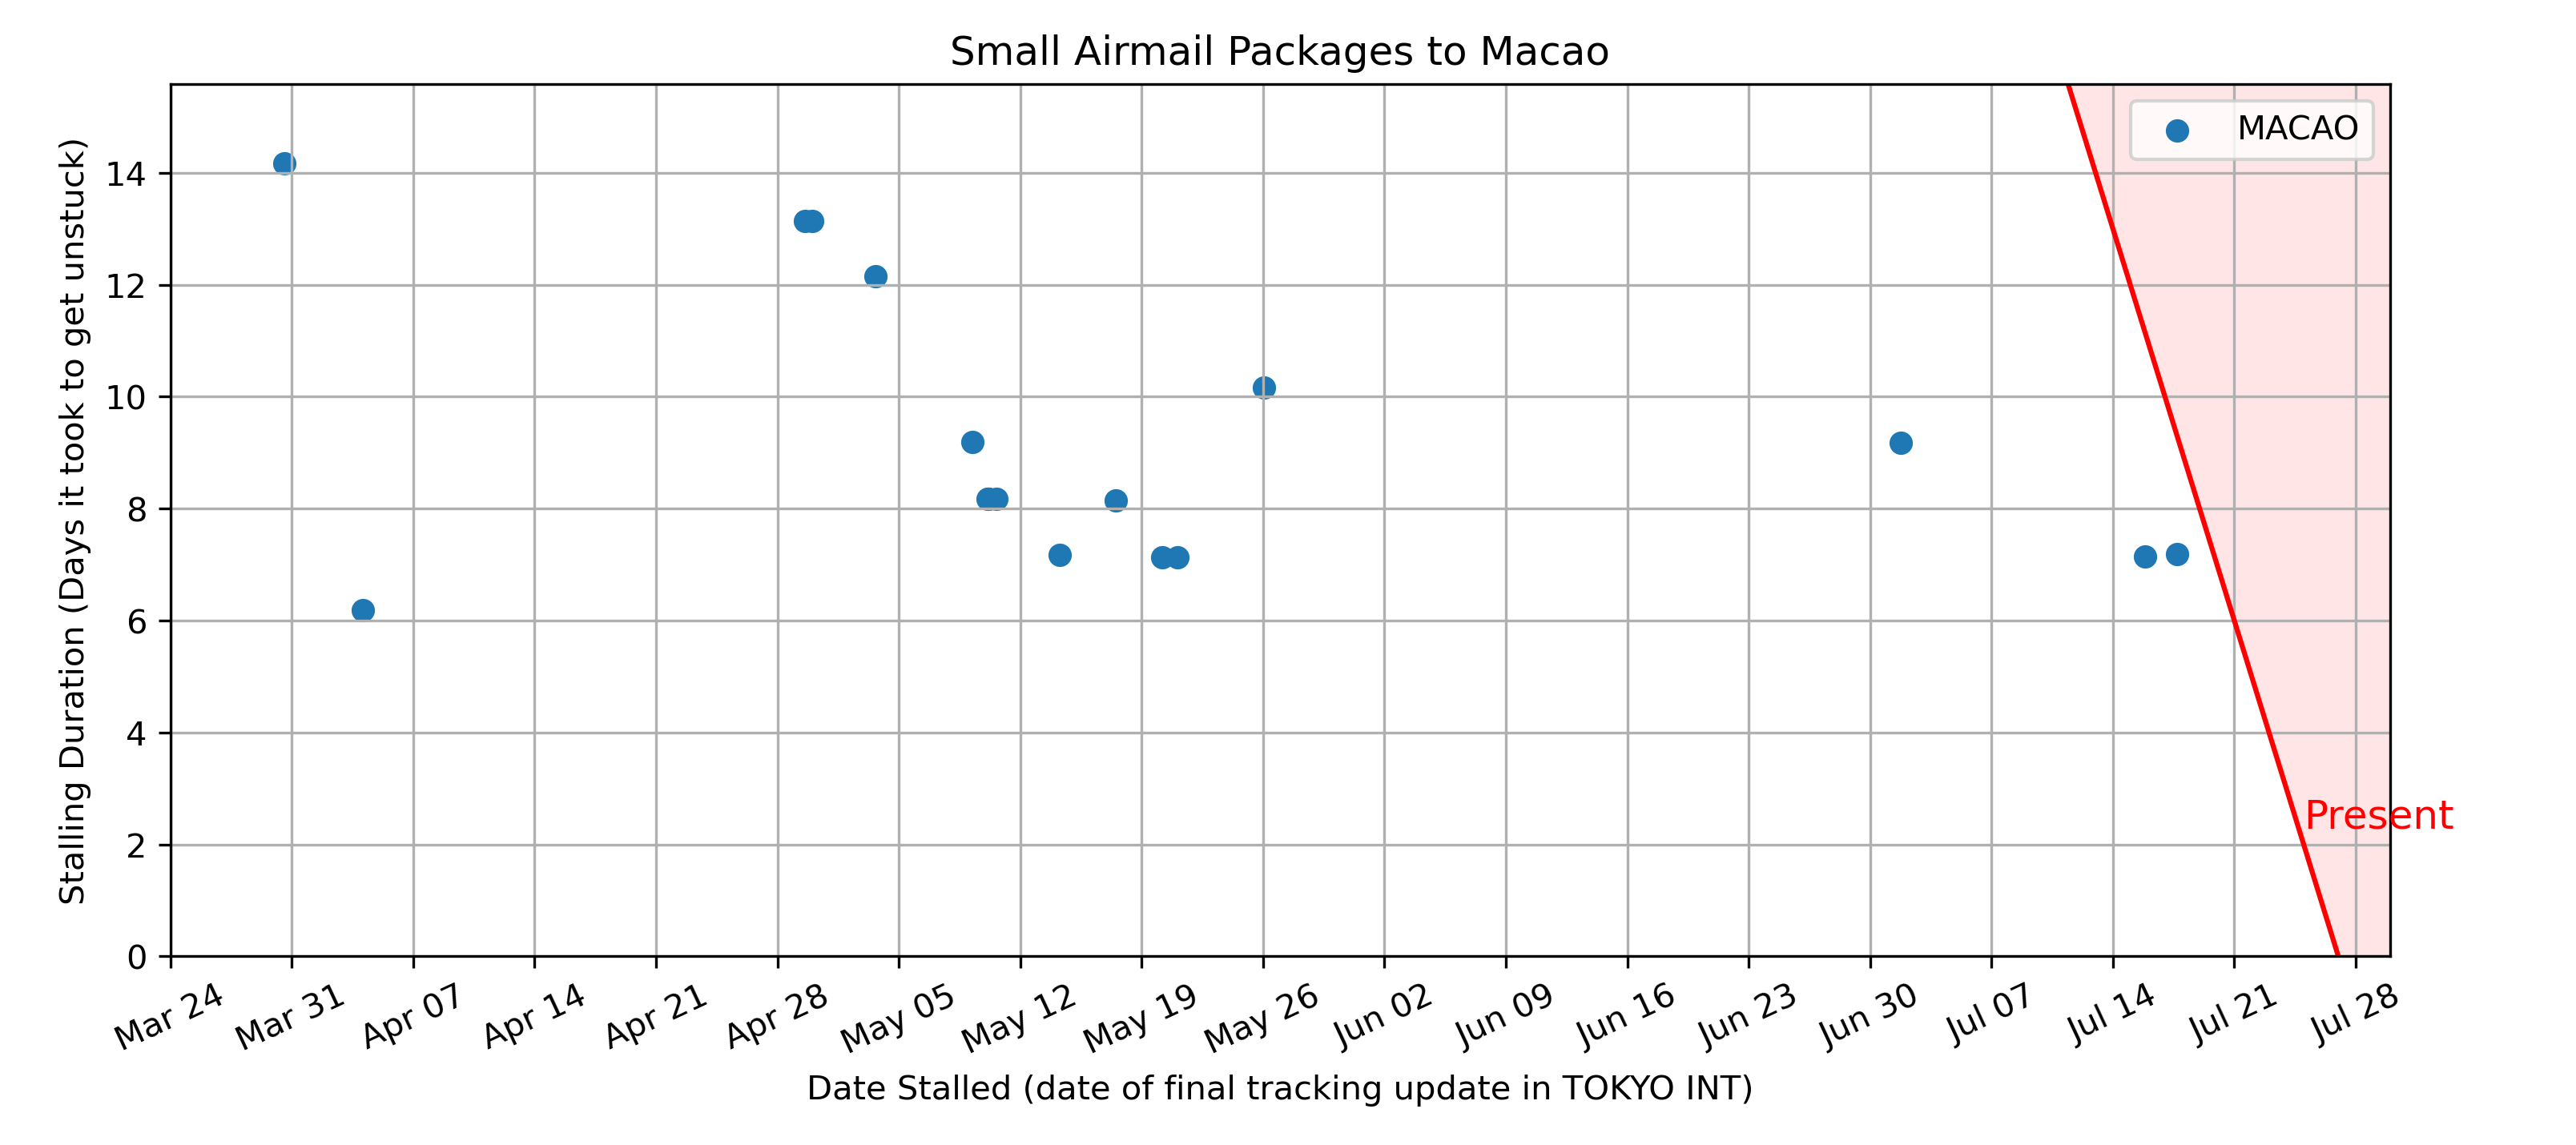 Small Airmail Packages to Macao
MACAO
Stalling Duration (Days it took to get unstuck)
14
12
10
8
6
4
2
0
Present
Mar 24
Mar 31
Apr 07
Apr 14
Apr 21
Apr 28
May 05
May 12
May 19
May 26
Jun 02
Jun 09
Jun 16
Jun 23
Jun 30
Jul 07
Jul 14
Jul 21
Jul 28
Date Stalled (date of final tracking update in TOKYO INT)